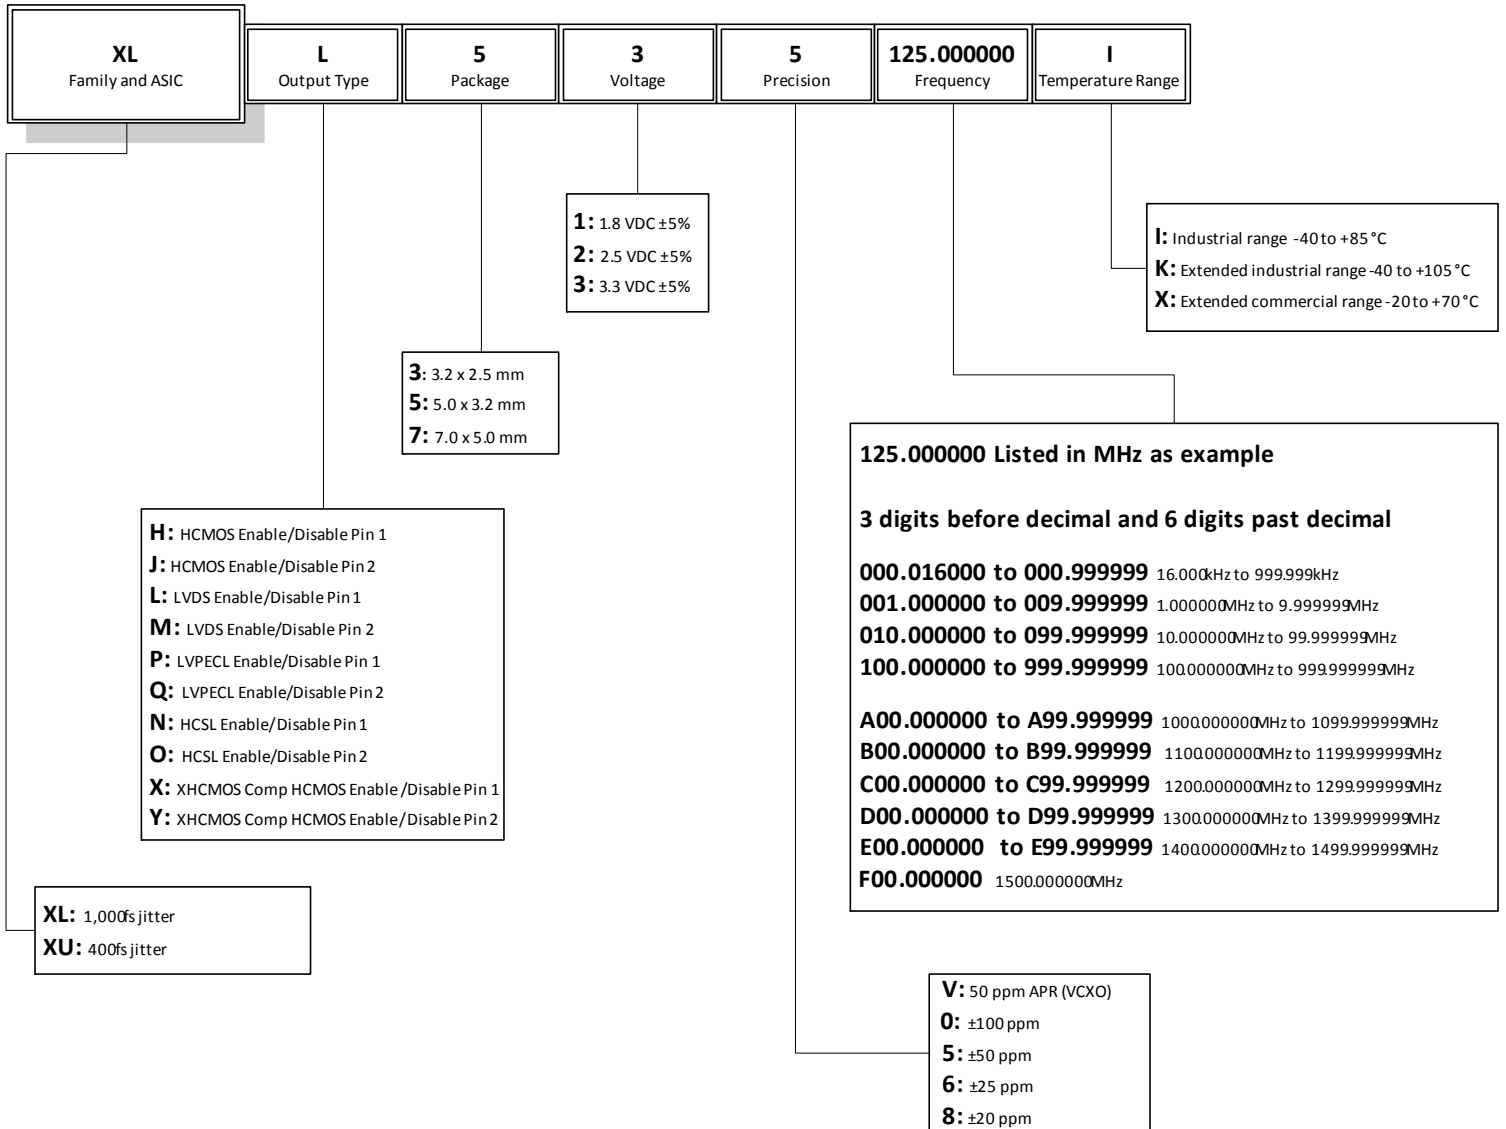 XL
Family and ASIC
L
Output Type
5
Package
3
Voltage
5
Precision
125.000000
Frequency
I
Temperature Range
1: 1.8 VDC ±5%
2: 2.5 VDC ±5%
3: 3.3 VDC ±5%
I: Industrial range -40 to +85 °C
K: Extended industrial range -40 to +105 °C
X: Extended commercial range -20 to +70 °C
3: 3.2 x 2.5 mm
5: 5.0 x 3.2 mm
7: 7.0 x 5.0 mm
125.000000 Listed in MHz as example
3 digits before decimal and 6 digits past decimal
000.016000 to 000.999999 16.000kHz to 999.999kHz
001.000000 to 009.999999 1.000000MHz to 9.999999MHz
010.000000 to 099.999999 10.000000MHz to 99.999999MHz
100.000000 to 999.999999 100.000000MHz to 999.999999MHz
A00.000000 to A99.999999 1000.000000MHz to 1099.999999MHz
B00.000000 to B99.999999 1100.000000MHz to 1199.999999MHz
C00.000000 to C99.999999 1200.000000MHz to 1299.999999MHz
D00.000000 to D99.999999 1300.000000MHz to 1399.999999MHz
E00.000000 to E99.999999 1400.000000MHz to 1499.999999MHz
F00.000000 1500.000000MHz
H: HCMOS Enable/Disable Pin 1
J: HCMOS Enable/Disable Pin 2
L: LVDS Enable/Disable Pin 1
M: LVDS Enable/Disable Pin 2
P: LVPECL Enable/Disable Pin 1
Q: LVPECL Enable/Disable Pin 2
N: HCSL Enable/Disable Pin 1
O: HCSL Enable/Disable Pin 2
X: XHCMOS Comp HCMOS Enable /Disable Pin 1
Y: XHCMOS Comp HCMOS Enable/Disable Pin 2
XL: 1,000fs jitter
XU: 400fs jitter
V: 50 ppm APR (VCXO)
0: ±100 ppm
5: ±50 ppm
6: ±25 ppm
8: ±20 ppm